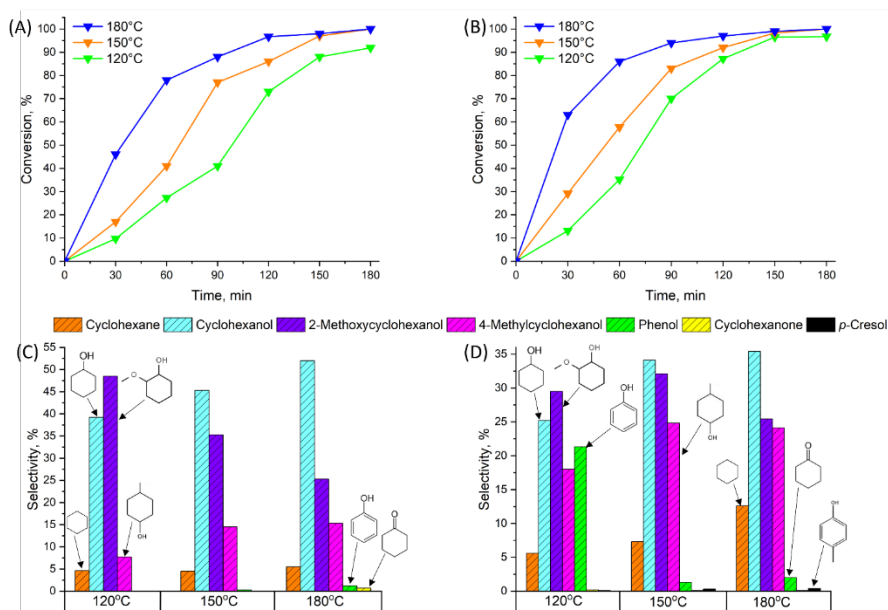 (A)
180°C
150°C
120°C
Conversion, %
100
90
80
70
60
50
40
30
20
10
0
0 30 60 90 120 150 180
Time, min
(B)
180°C
150°C
120°C
Conversion, %
100
90
80
70
60
50
40
30
20
10
0
0 30 60 90 120 150 180
Time, min
Cyclohexane Cyclohexanol 2-Methoxycyclohexanol 4-Methylcyclohexanol Phenol Cyclohexanone p-Cresol
(C)
Selectivity, %
55
50
45
40
35
30
25
20
15
10
5
0
OH
O
OH
OH
OH
O
120°C 150°C 180°C
(D)
Selectivity, %
35
30
25
20
15
10
5
0
OH
O
OH
OH
OH
O
OH
120°C 150°C 180°C